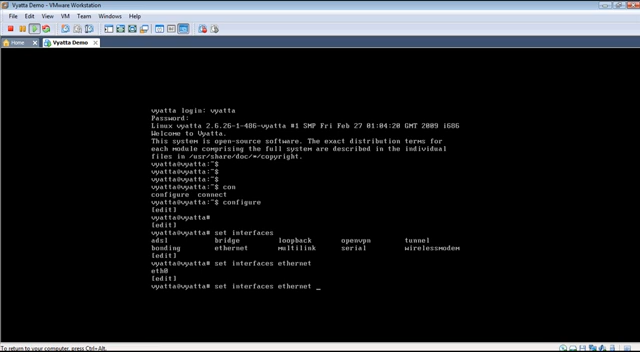 Vyatta Demo - VMware Workstation
File Edit View VM Team Windows Help
Home Vyatta Demo
vyatta login: vyatta
Password:
Linux vyatta 2.6.26-1-486-vyatta #1 SMP Fri Feb 27 01:04:20 GMT 2009 i686
Welcome to Vyatta.
This system is open-source software. The exact distribution terms for
each module comprising the full system are described in the individual
files in /usr/share/doc/*/copyright.
vyatta@vyatta:~$
vyatta@vyatta:~$
vyatta@vyatta:~$
vyatta@vyatta:~$ con
configure connect
vyatta@vyatta:~$ configure
[edit]
vyatta@vyatta#
[edit]
vyatta@vyatta# set interfaces
adsl bridge loopback openvpn tunnel
bonding ethernet multilink serial wirelessmodem
[edit]
vyatta@vyatta# set interfaces ethernet
eth0
[edit]
vyatta@vyatta# set interfaces ethernet _
To return to your computer, press Ctrl+Alt.